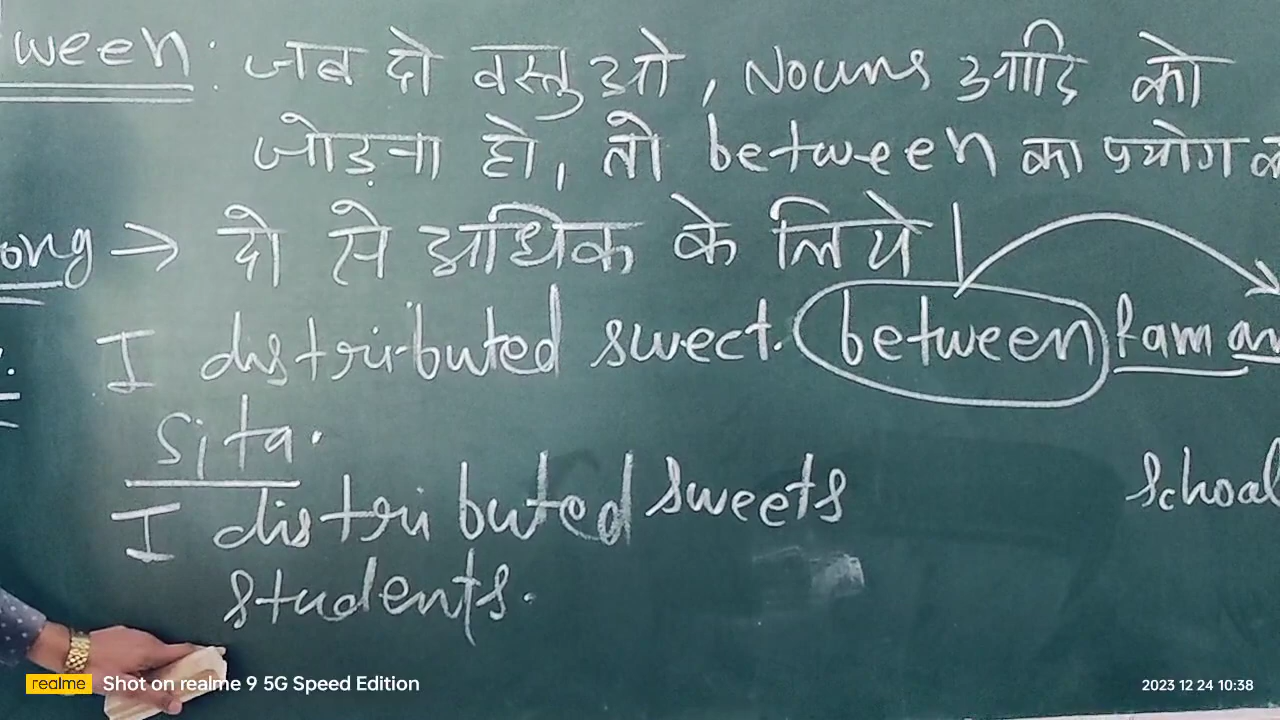 ween: जब दो वस्तुओ, Nouns आदि को
जोड़ना हो, तो between का प्रयोग क
ong → दो से अधिक के लिये |
I distributed sweet. between Ram an
Sita.
I distributed sweets school
students.
realme Shot on realme 9 5G Speed Edition
2023 12 24 10:38